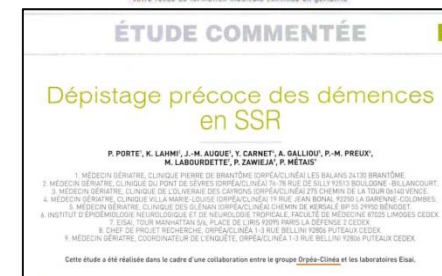 ÉTUDE COMMENTÉE
Dépistage précoce des démences
en SSR
P. PORTE¹, K. LAHMI², J.-M. AUQUE³, Y. CARNET⁴, A. GALLIOU⁵, P.-M. PREUX⁶,
M. LABOURDETTE⁷, P. ZAWIEJA⁸, P. MÉTAIS⁹
1. MÉDECIN GÉRIATRE, CLINIQUE PIERRE DE BRANTÔME (ORPÉA/CLINÉA) LES BALANS 24130 BRANTÔME.
2. MÉDECIN GÉRIATRE, CLINIQUE DU PONT DE SÈVRES (ORPÉA/CLINÉA) 76-78 RUE DE SILLY 92513 BOULOGNE-BILLANCOURT.
3. MÉDECIN GÉRIATRE, CLINIQUE DE L'OLIVERAIE DES CAYRONS (ORPÉA/CLINÉA) 275 CHEMIN DE LA TOUR 06140 VENCE.
4. MÉDECIN GÉRIATRE, CLINIQUE VILLA MARIE-LOUISE (ORPÉA/CLINÉA) 19 RUE JEAN BONAL 92250 LA GARENNE-COLOMBES.
5. MÉDECIN GÉRIATRE, CLINIQUE DES GLÉNAN (ORPÉA/CLINÉA) CHEMIN DE KERSALÉ BP 55 29950 BÉNODET.
6. INSTITUT D'ÉPIDÉMIOLOGIE NEUROLOGIQUE ET DE NEUROLOGIE TROPICALE, FACULTÉ DE MÉDECINE 87025 LIMOGES CEDEX.
7. EISAI, TOUR MANHATTAN 5/6, PLACE DE L'IRIS 92095 PARIS LA DÉFENSE 2 CEDEX.
8. CHEF DE PROJET RECHERCHE, ORPÉA/CLINÉA 1-3 RUE BELLINI 92806 PUTEAUX CEDEX.
9. MÉDECIN GÉRIATRE, COORDINATEUR DE L'ENQUÊTE, ORPÉA/CLINÉA 1-3 RUE BELLINI 92806 PUTEAUX CEDEX.
Cette étude a été réalisée dans le cadre d'une collaboration entre le groupe Orpéa-Clinéa et les laboratoires Eisai.